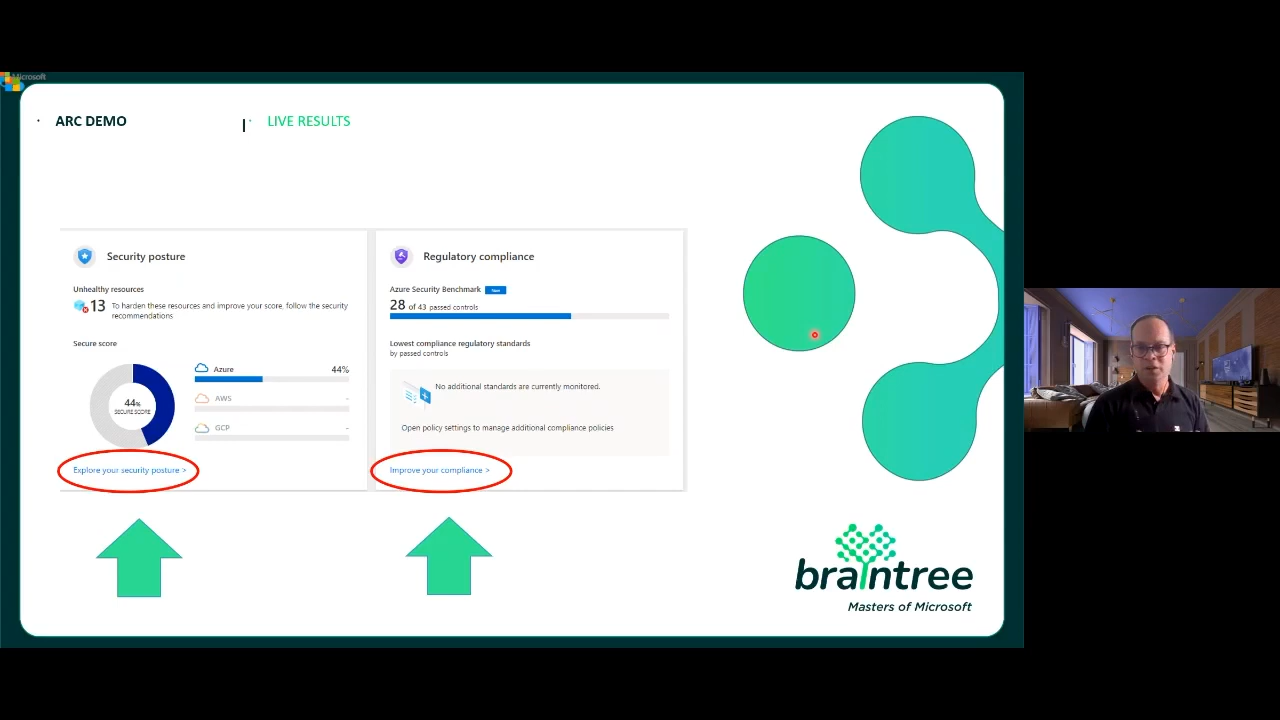 Microsoft
ARC DEMO
LIVE RESULTS
Security posture
Unhealthy resources
13 To harden these resources and improve your score, follow the security
recommendations
Secure score
44%
SECURE SCORE
Azure 44%
AWS -
GCP -
Explore your security posture >
Regulatory compliance
Azure Security Benchmark New
28 of 43 passed controls
Lowest compliance regulatory standards
by passed controls
No additional standards are currently monitored.
Open policy settings to manage additional compliance policies
Improve your compliance >
braintree
Masters of Microsoft